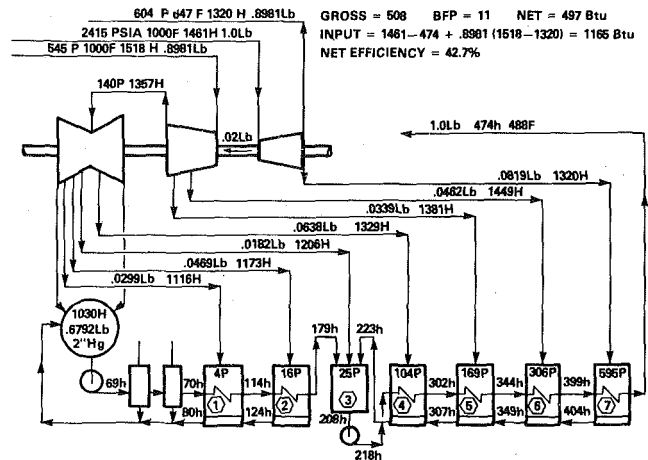 604 P 647 F 1320 H .8981Lb
2415 PSIA 1000F 1461H 1.0Lb
545 P 1000F 1518 H .8981Lb
GROSS = 508 BFP = 11 NET = 497 Btu
INPUT = 1461–474 + .8981 (1518–1320) = 1165 Btu
NET EFFICIENCY = 42.7%
140P 1357H
.02Lb
1.0Lb 474h 488F
.0819Lb 1320H
.0462Lb 1449H
.0339Lb 1381H
.0638Lb 1329H
.0182Lb 1206H
.0469Lb 1173H
.0299Lb 1116H
1030H
.6792Lb
2"Hg
179h
223h
4P
16P
25P
104P
169P
306P
595P
69h
70h
114h
302h
344h
399h
1
2
3
4
5
6
7
80h
124h
208h
307h
349h
404h
218h